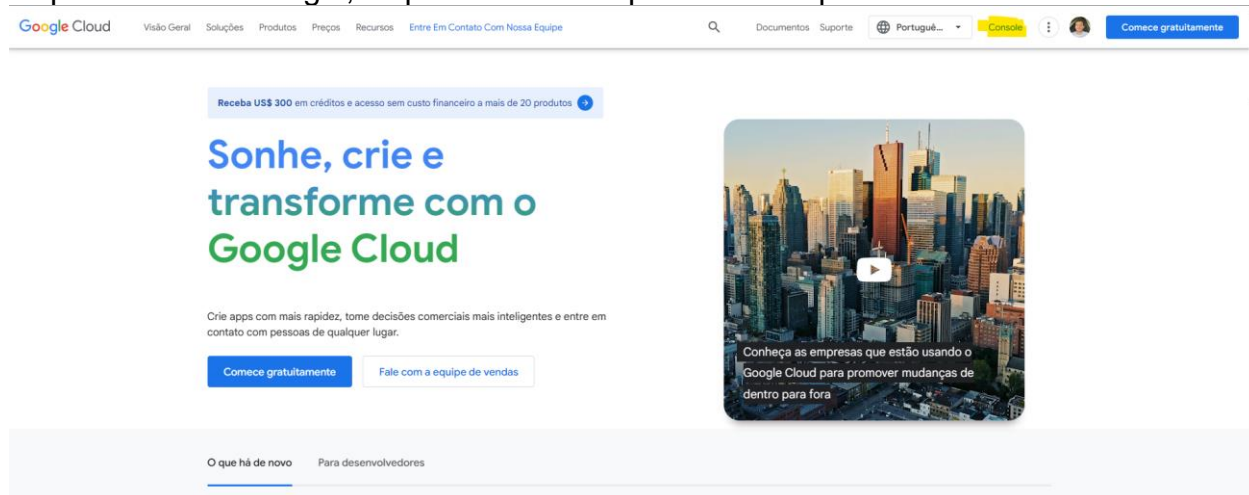 Google Cloud Visão Geral Soluções Produtos Preços Recursos Entre Em Contato Com Nossa Equipe Documentos Suporte Portuguê... Console Comece gratuitamente
Receba US$ 300 em créditos e acesso sem custo financeiro a mais de 20 produtos
Sonhe, crie e
transforme com o
Google Cloud
Crie apps com mais rapidez, tome decisões comerciais mais inteligentes e entre em
contato com pessoas de qualquer lugar.
Comece gratuitamente Fale com a equipe de vendas
Conheça as empresas que estão usando o
Google Cloud para promover mudanças de
dentro para fora
O que há de novo Para desenvolvedores